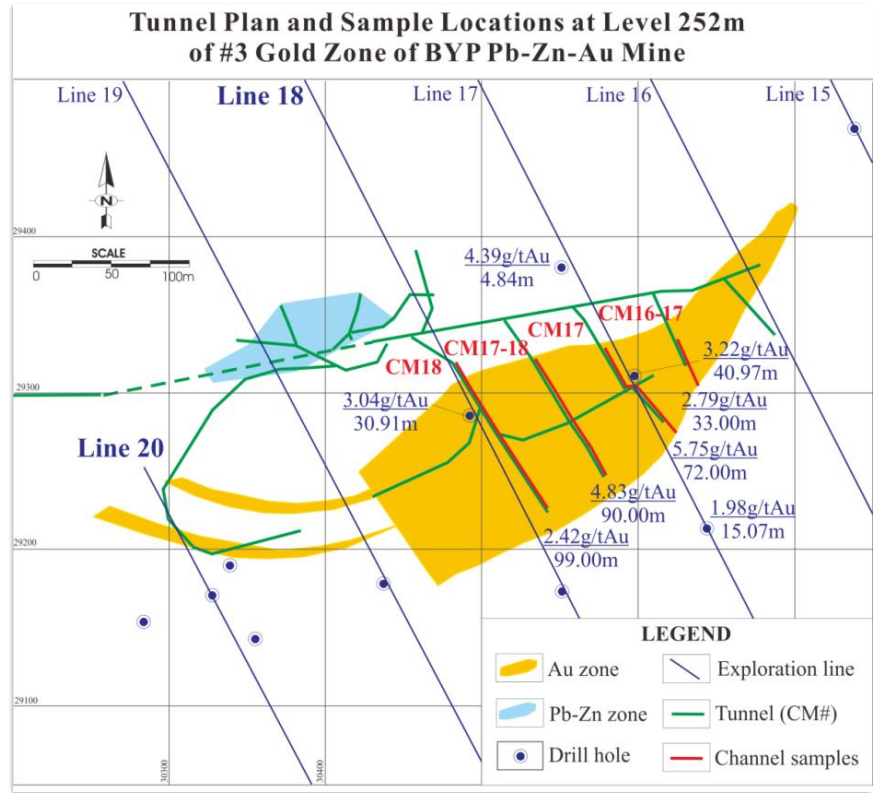 Tunnel Plan and Sample Locations at Level 252m
of #3 Gold Zone of BYP Pb-Zn-Au Mine
Line 19
Line 18
Line 17
Line 16
Line 15
N
SCALE
0 50 100m
29400
4.39g/tAu
4.84m
CM16-17
CM17
CM17-18
CM18
3.22g/tAu
40.97m
29300
3.04g/tAu
30.91m
2.79g/tAu
33.00m
Line 20
5.75g/tAu
72.00m
4.83g/tAu
90.00m
1.98g/tAu
15.07m
2.42g/tAu
99.00m
29200
29100
30300
30400
LEGEND
Au zone
Exploration line
Pb-Zn zone
Tunnel (CM#)
Drill hole
Channel samples